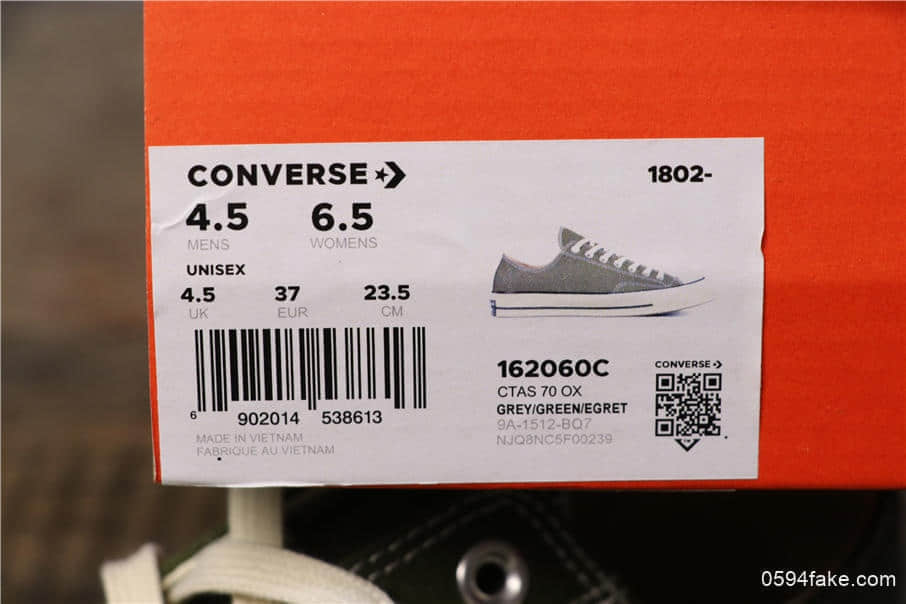 CONVERSE
1802-
4.5 6.5
MENS WOMENS
UNISEX
4.5 37 23.5
UK EUR CM
6 902014 538613
MADE IN VIETNAM
FABRIQUE AU VIETNAM
162060C
CTAS 70 OX
GREY/GREEN/EGRET
9A-1512-BQ7
NJQ8NC5F00239
CONVERSE
0594fake.com